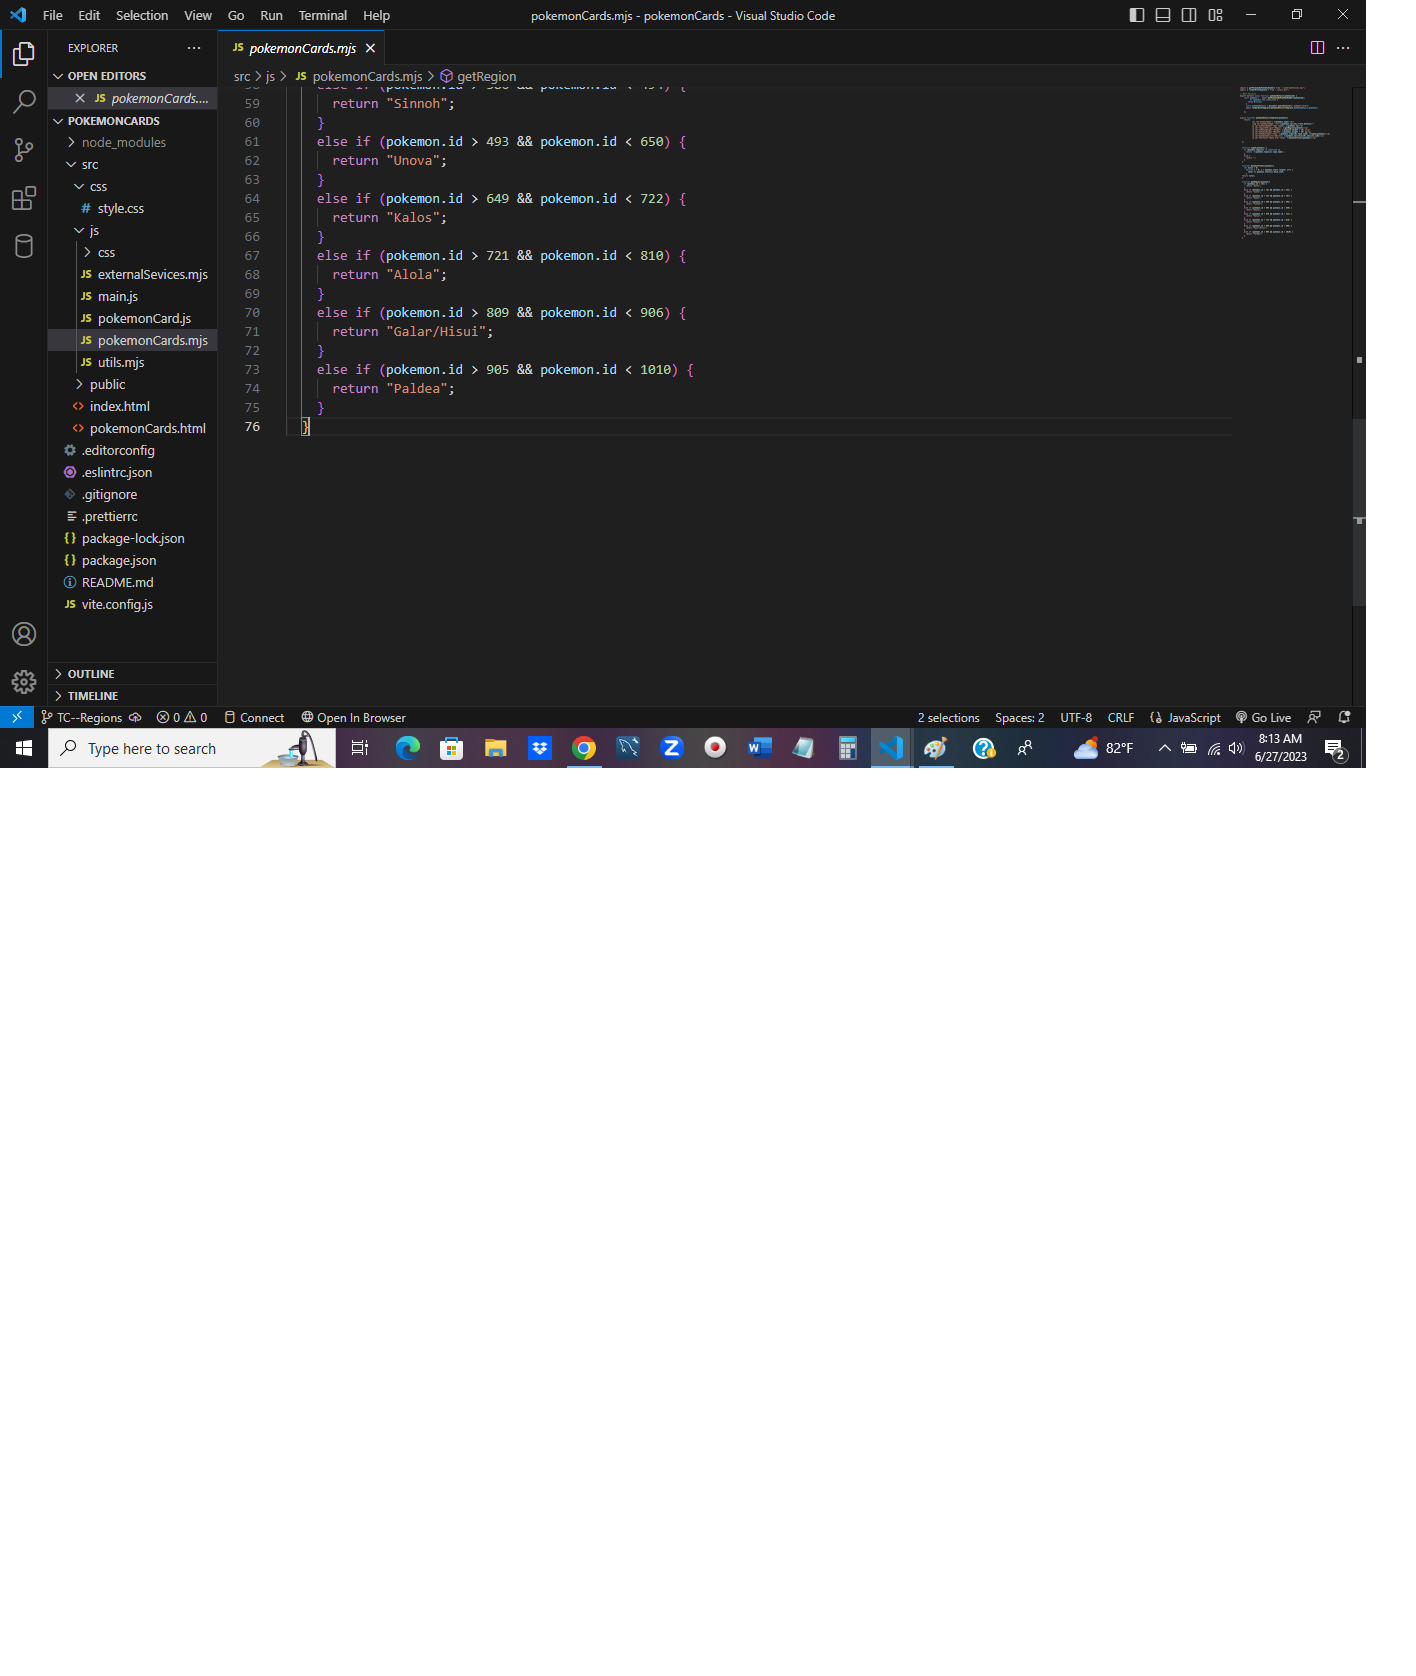 File Edit Selection View Go Run Terminal Help
pokemonCards.mjs - pokemonCards - Visual Studio Code
EXPLORER
OPEN EDITORS
JS pokemonCards....
POKEMONCARDS
node_modules
src
css
# style.css
js
css
JS externalSevices.mjs
JS main.js
JS pokemonCard.js
JS pokemonCards.mjs
JS utils.mjs
public
<> index.html
<> pokemonCards.html
.editorconfig
.eslintrc.json
.gitignore
.prettierrc
{} package-lock.json
{} package.json
README.md
JS vite.config.js
OUTLINE
TIMELINE
JS pokemonCards.mjs
src > js > JS pokemonCards.mjs > getRegion
59 return "Sinnoh";
60 }
61 else if (pokemon.id > 493 && pokemon.id < 650) {
62 return "Unova";
63 }
64 else if (pokemon.id > 649 && pokemon.id < 722) {
65 return "Kalos";
66 }
67 else if (pokemon.id > 721 && pokemon.id < 810) {
68 return "Alola";
69 }
70 else if (pokemon.id > 809 && pokemon.id < 906) {
71 return "Galar/Hisui";
72 }
73 else if (pokemon.id > 905 && pokemon.id < 1010) {
74 return "Paldea";
75 }
76 }
TC--Regions 0 0 Connect Open In Browser
2 selections Spaces: 2 UTF-8 CRLF {} JavaScript Go Live
Type here to search
82°F
8:13 AM
6/27/2023
2